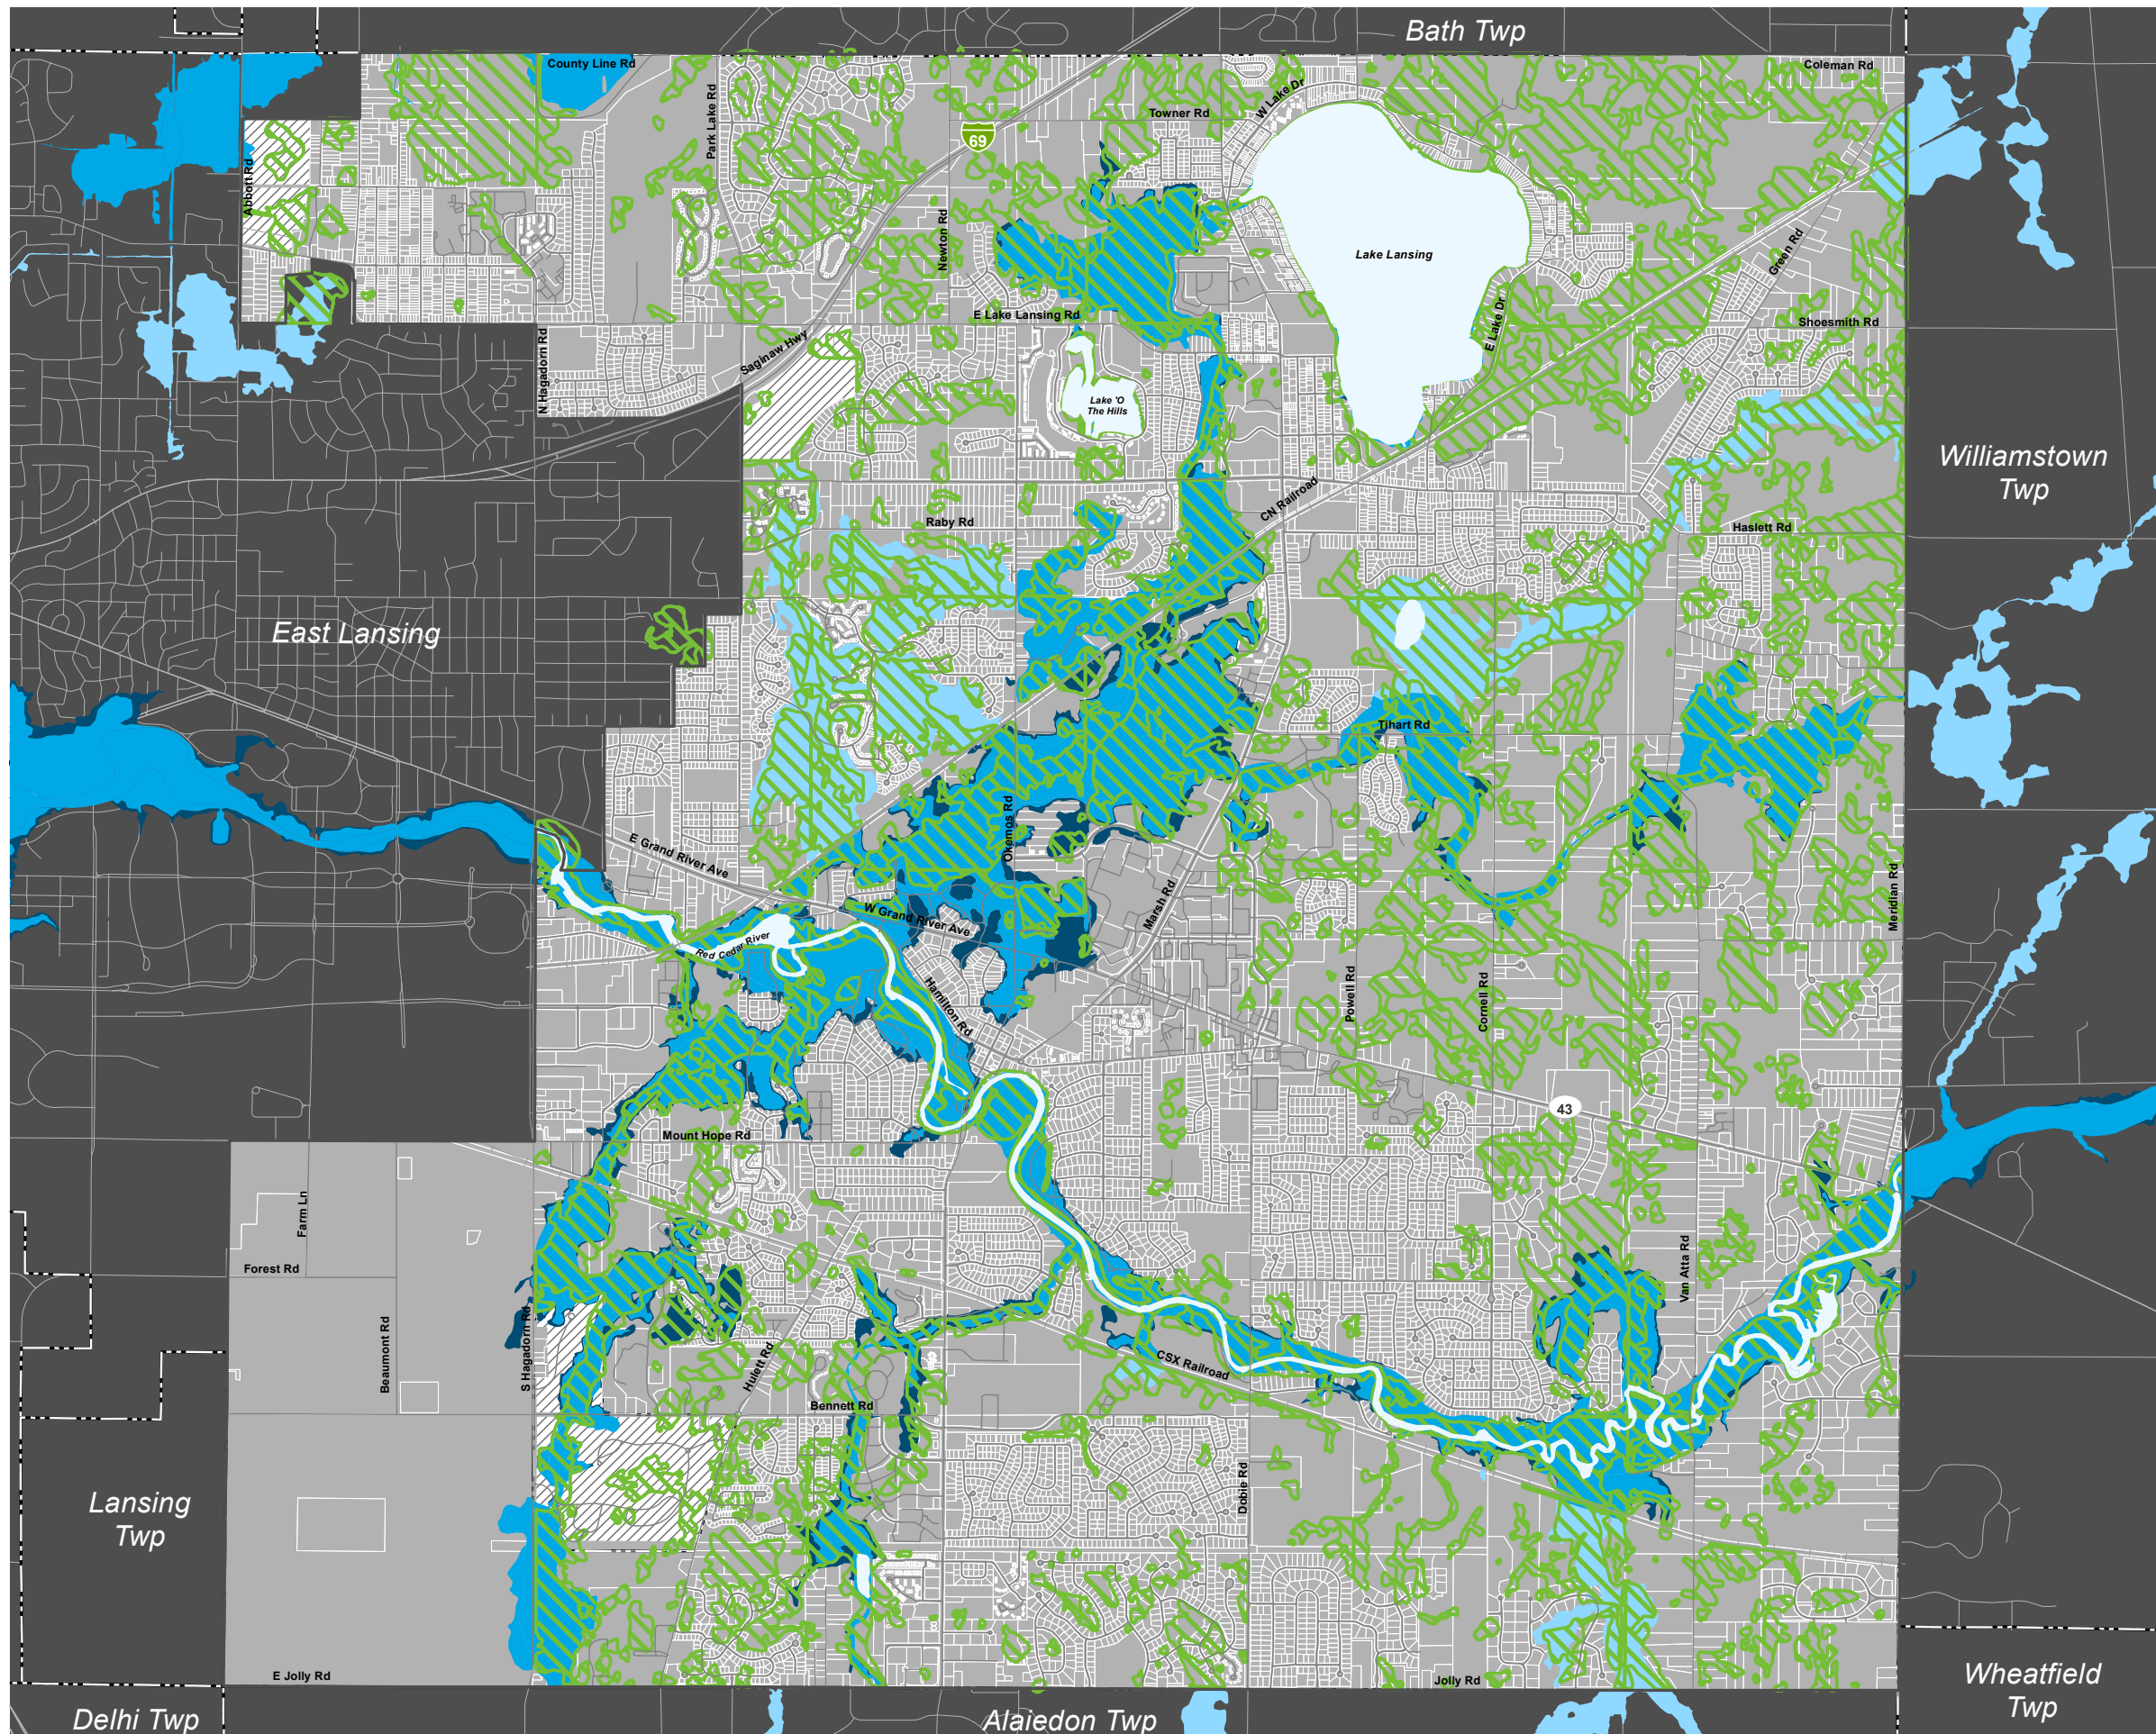 Bath Twp
County Line Rd
Coleman Rd
Park Lake Rd
W Lake Dr
Towner Rd
69
Abbott Rd
Newton Rd
Lake Lansing
Green Rd
E Lake Lansing Rd
Shoesmith Rd
E Lake Dr
Saginaw Hwy
N Hagadorn Rd
Lake 'O
The Hills
Williamstown
Twp
CN Railroad
Raby Rd
Haslett Rd
East Lansing
Tihart Rd
Okemos Rd
E Grand River Ave
Meridian Rd
Marsh Rd
W Grand River Ave
Red Cedar River
Hamilton Rd
Powell Rd
Cornell Rd
43
Mount Hope Rd
Farm Ln
Forest Rd
Van Atta Rd
Beaumont Rd
S Hagadorn Rd
Hulett Rd
CSX Railroad
Bennett Rd
Dobie Rd
Lansing
Twp
E Jolly Rd
Jolly Rd
Wheatfield
Twp
Delhi Twp
Alaiedon Twp